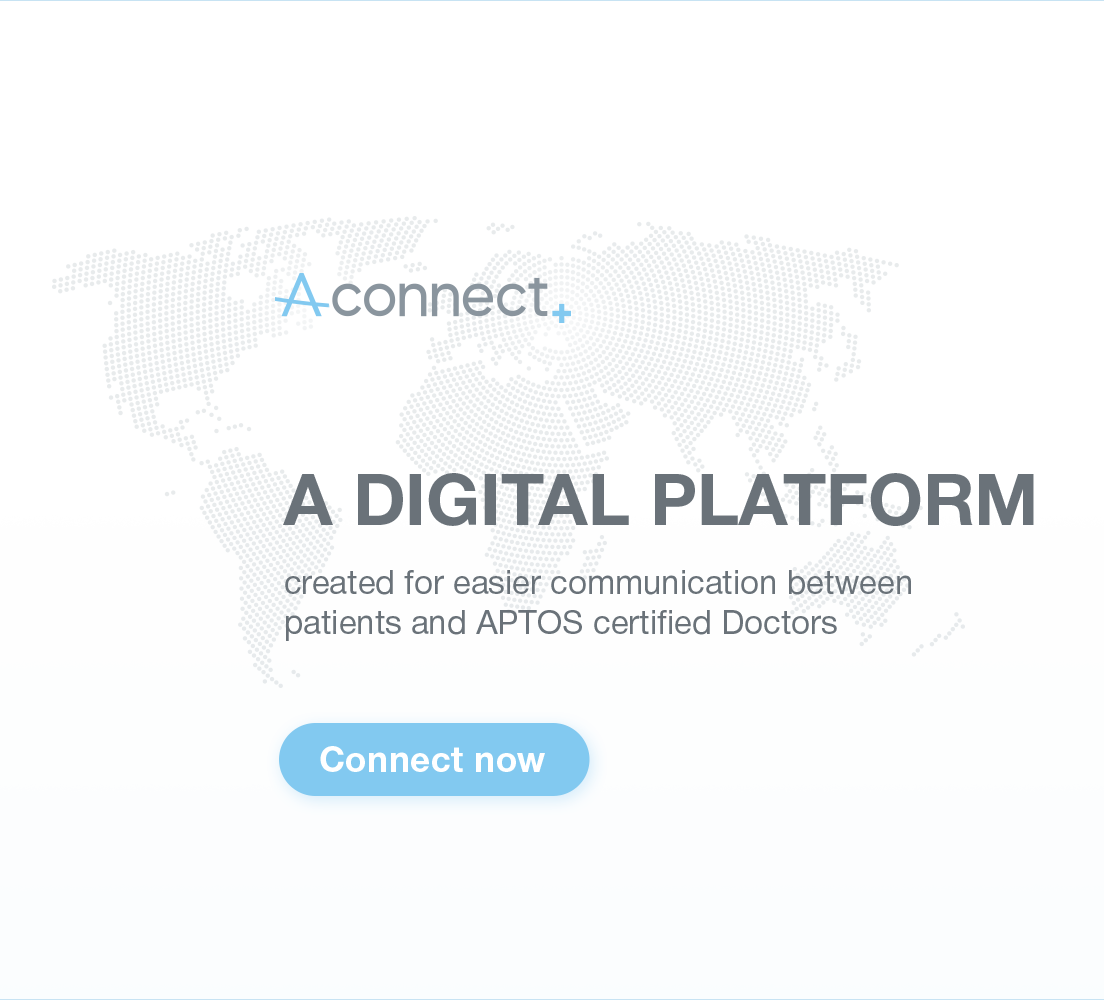 Aconnect+
A DIGITAL PLATFORM
created for easier communication between
patients and APTOS certified Doctors
Connect now